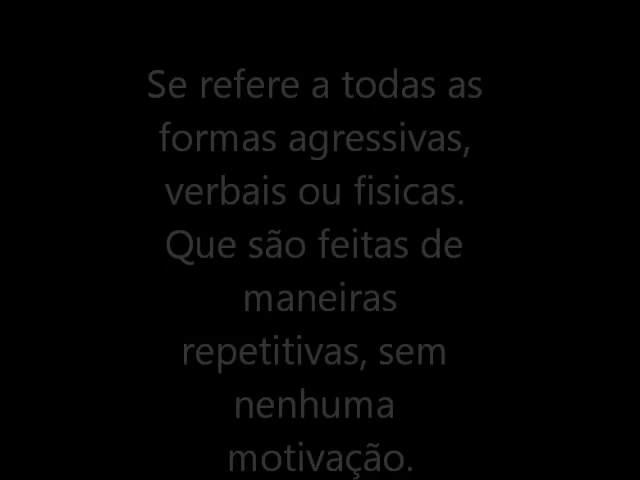 Se refere a todas as
formas agressivas,
verbais ou fisicas.
Que são feitas de
maneiras
repetitivas, sem
nenhuma
motivação.